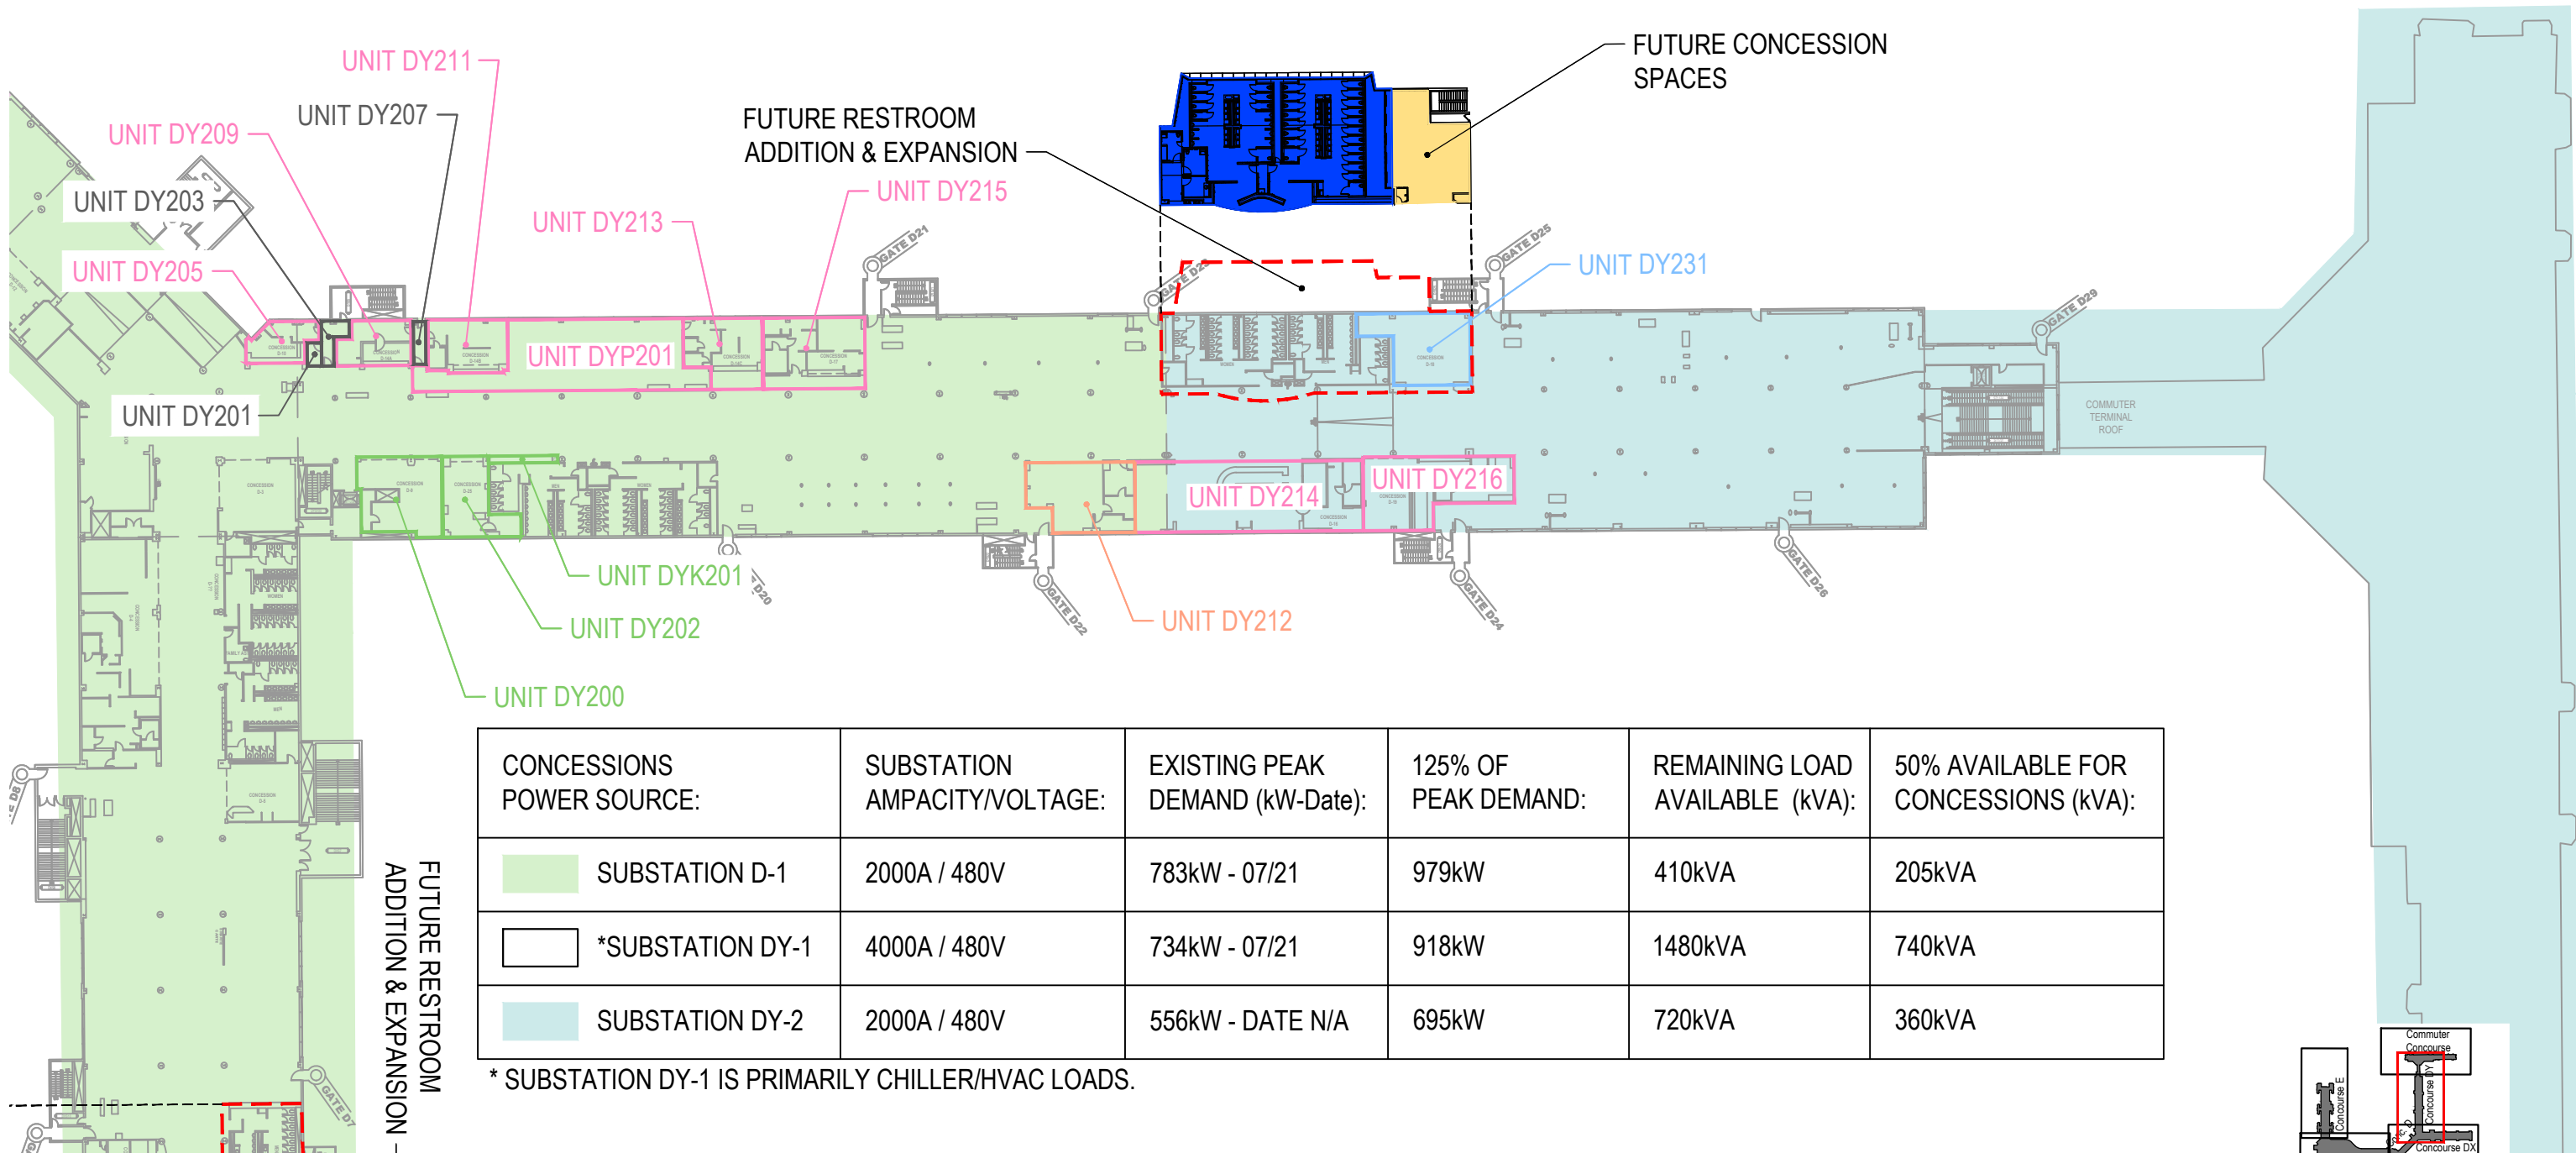 FUTURE CONCESSION
SPACES
UNIT DY211
UNIT DY207
FUTURE RESTROOM
ADDITION & EXPANSION
UNIT DY209
UNIT DY215
UNIT DY203
UNIT DY213
GATE D21
GATE D25
UNIT DY205
UNIT DY231
GATE D29
UNIT DYP201
UNIT DY201
COMMUTER
TERMINAL
ROOF
UNIT DY216
UNIT DY214
UNIT DYK201
GATE D22
GATE D24
GATE D26
UNIT DY212
UNIT DY202
UNIT DY200
CONCESSIONS
POWER SOURCE:
SUBSTATION
AMPACITY/VOLTAGE:
EXISTING PEAK
DEMAND (kW-Date):
125% OF
PEAK DEMAND:
REMAINING LOAD
AVAILABLE (kVA):
50% AVAILABLE FOR
CONCESSIONS (kVA):
SUBSTATION D-1 2000A / 480V 783kW - 07/21 979kW 410kVA 205kVA
*SUBSTATION DY-1 4000A / 480V 734kW - 07/21 918kW 1480kVA 740kVA
SUBSTATION DY-2 2000A / 480V 556kW - DATE N/A 695kW 720kVA 360kVA
* SUBSTATION DY-1 IS PRIMARILY CHILLER/HVAC LOADS.
FUTURE RESTROOM
ADDITION & EXPANSION
GATE D7
Commuter
Concourse
Concourse E
Concourse DY
Concourse DX